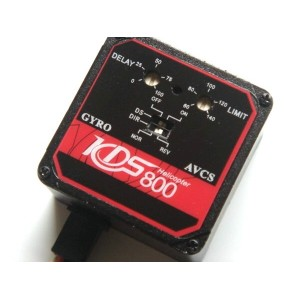 DELAY 25 50 75 100 0
60 80 100 120 140 LIMIT
OFF ON
DS
DIR
NOR REV
GYRO AVCS
KDS Helicopter
800